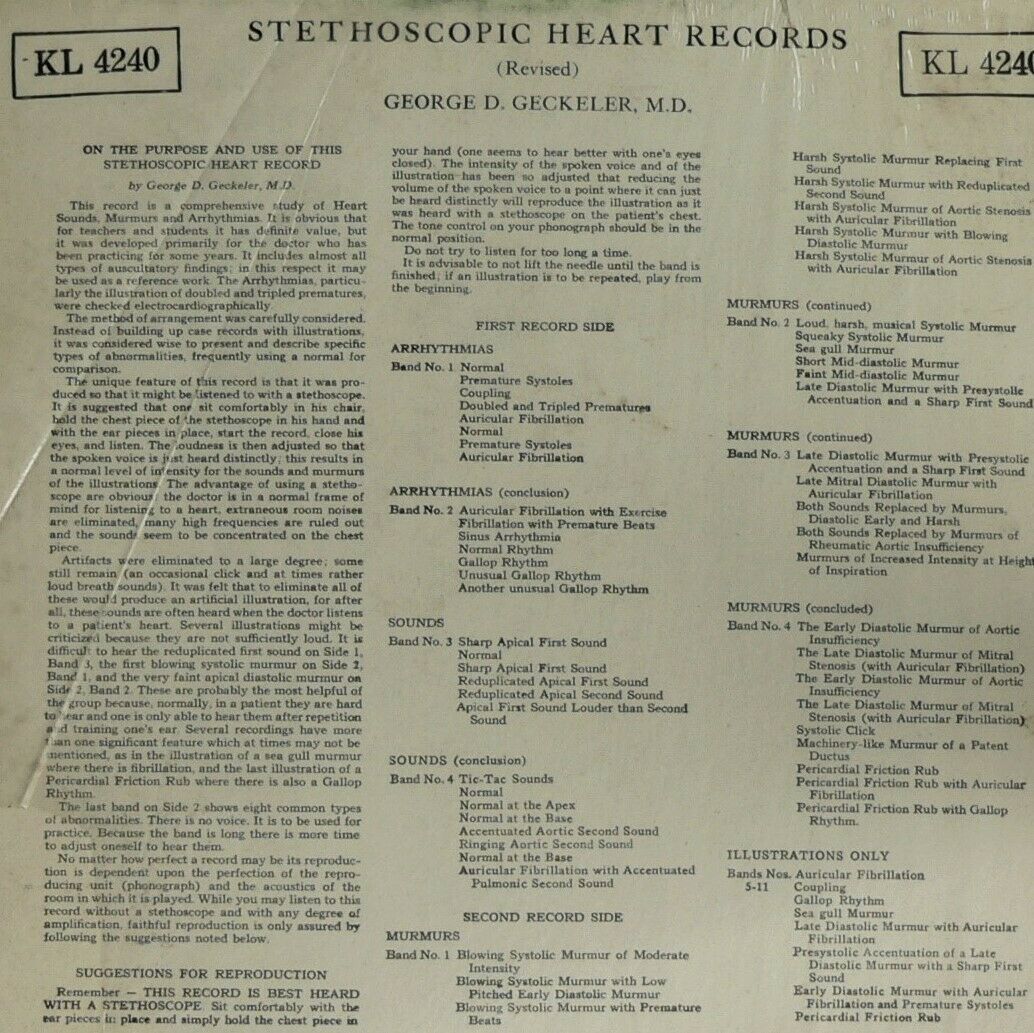 STETHOSCOPIC HEART RECORDS
(Revised)
GEORGE D. GECKELER, M.D.
KL 4240
KL 4240
ON THE PURPOSE AND USE OF THIS
STETHOSCOPIC HEART RECORD
by George D. Geckeler, M.D.
This record is a comprehensive study of Heart
Sounds, Murmurs and Arrhythmias. It is obvious that
for teachers and students it has definite value, but
it was developed primarily for the doctor who has
been practicing for some years. It includes almost all
types of auscultatory findings; in this respect it may
be used as a reference work. The Arrhythmias, particu-
larly the illustration of doubled and tripled prematures,
were checked electrocardiographically.
The method of arrangement was carefully considered.
Instead of building up case records with illustrations,
it was considered wise to present and describe specific
types of abnormalities, frequently using a normal for
comparison.
The unique feature of this record is that it was pro-
duced so that it might be listened to with a stethoscope.
It is suggested that one sit comfortably in his chair,
hold the chest piece of the stethoscope in his hand and
with the ear pieces in place, start the record, close his
eyes, and listen. The loudness is then adjusted so that
the spoken voice is just heard distinctly; this results in
a normal level of intensity for the sounds and murmurs
of the illustrations. The advantage of using a stetho-
scope are obvious; the doctor is in a normal frame of
mind for listening to a heart, extraneous room noises
are eliminated, many high frequencies are ruled out
and the sounds seem to be concentrated on the chest
piece.
Artifacts were eliminated to a large degree; some
still remain (an occasional click and at times rather
loud breath sounds). It was felt that to eliminate all of
these would produce an artificial illustration, for after
all, these sounds are often heard when the doctor listens
to a patient's heart. Several illustrations might be
criticized because they are not sufficiently loud. It is
difficult to hear the reduplicated first sound on Side 1,
Band 3, the first blowing systolic murmur on Side 2,
Band 1, and the very faint apical diastolic murmur on
Side 2, Band 2. These are probably the most helpful of
the group because, normally, in a patient they are hard
to hear and one is only able to hear them after repetition
and training one's ear. Several recordings have more
than one significant feature which at times may not be
mentioned, as in the illustration of a sea gull murmur
where there is fibrillation, and the last illustration of a
Pericardial Friction Rub where there is also a Gallop
Rhythm.
The last band on Side 2 shows eight common types
of abnormalities. There is no voice. It is to be used for
practice. Because the band is long there is more time
to adjust oneself to hear them.
No matter how perfect a record may be its reproduc-
tion is dependent upon the perfection of the repro-
ducing unit (phonograph) and the acoustics of the
room in which it is played. While you may listen to this
record without a stethoscope and with any degree of
amplification, faithful reproduction is only assured by
following the suggestions noted below.
SUGGESTIONS FOR REPRODUCTION
Remember — THIS RECORD IS BEST HEARD
WITH A STETHOSCOPE. Sit comfortably with the
ear pieces in place and simply hold the chest piece in
your hand (one seems to hear better with one's eyes
closed). The intensity of the spoken voice and of the
illustration has been so adjusted that reducing the
volume of the spoken voice to a point where it can just
be heard distinctly will reproduce the illustration as it
was heard with a stethoscope on the patient's chest.
The tone control on your phonograph should be in the
normal position.
Do not try to listen for too long a time.
It is advisable to not lift the needle until the band is
finished; if an illustration is to be repeated, play from
the beginning.
FIRST RECORD SIDE
ARRHYTHMIAS
Band No. 1 Normal
Premature Systoles
Coupling
Doubled and Tripled Prematures
Auricular Fibrillation
Normal
Premature Systoles
Auricular Fibrillation
ARRHYTHMIAS (conclusion)
Band No. 2 Auricular Fibrillation with Exercise
Fibrillation with Premature Beats
Sinus Arrhythmia
Normal Rhythm
Gallop Rhythm
Unusual Gallop Rhythm
Another unusual Gallop Rhythm
SOUNDS
Band No. 3 Sharp Apical First Sound
Normal
Sharp Apical First Sound
Reduplicated Apical First Sound
Reduplicated Apical Second Sound
Apical First Sound Louder than Second
Sound
SOUNDS (conclusion)
Band No. 4 Tic-Tac Sounds
Normal
Normal at the Apex
Normal at the Base
Accentuated Aortic Second Sound
Ringing Aortic Second Sound
Normal at the Base
Auricular Fibrillation with Accentuated
Pulmonic Second Sound
SECOND RECORD SIDE
MURMURS
Band No. 1 Blowing Systolic Murmur of Moderate
Intensity
Blowing Systolic Murmur with Low
Pitched Early Diastolic Murmur
Blowing Systolic Murmur with Premature
Beats
Harsh Systolic Murmur Replacing First
Sound
Harsh Systolic Murmur with Reduplicated
Second Sound
Harsh Systolic Murmur of Aortic Stenosis
with Auricular Fibrillation
Harsh Systolic Murmur with Blowing
Diastolic Murmur
Harsh Systolic Murmur of Aortic Stenosis
with Auricular Fibrillation
MURMURS (continued)
Band No. 2 Loud, harsh, musical Systolic Murmur
Squeaky Systolic Murmur
Sea gull Murmur
Short Mid-diastolic Murmur
Faint Mid-diastolic Murmur
Late Diastolic Murmur with Presystolic
Accentuation and a Sharp First Sound
MURMURS (continued)
Band No. 3 Late Diastolic Murmur with Presystolic
Accentuation and a Sharp First Sound
Late Mitral Diastolic Murmur with
Auricular Fibrillation
Both Sounds Replaced by Murmurs,
Diastolic Early and Harsh
Both Sounds Replaced by Murmurs of
Rheumatic Aortic Insufficiency
Murmurs of Increased Intensity at Height
of Inspiration
MURMURS (concluded)
Band No. 4 The Early Diastolic Murmur of Aortic
Insufficiency
The Late Diastolic Murmur of Mitral
Stenosis (with Auricular Fibrillation)
The Early Diastolic Murmur of Aortic
Insufficiency
The Late Diastolic Murmur of Mitral
Stenosis (with Auricular Fibrillation)
Systolic Click
Machinery-like Murmur of a Patent
Ductus
Pericardial Friction Rub
Pericardial Friction Rub with Auricular
Fibrillation
Pericardial Friction Rub with Gallop
Rhythm.
ILLUSTRATIONS ONLY
Bands Nos. Auricular Fibrillation
5-11 Coupling
Gallop Rhythm
Sea gull Murmur
Late Diastolic Murmur with Auricular
Fibrillation
Presystolic Accentuation of a Late
Diastolic Murmur with a Sharp First
Sound
Early Diastolic Murmur with Auricular
Fibrillation and Premature Systoles
Pericardial Friction Rub